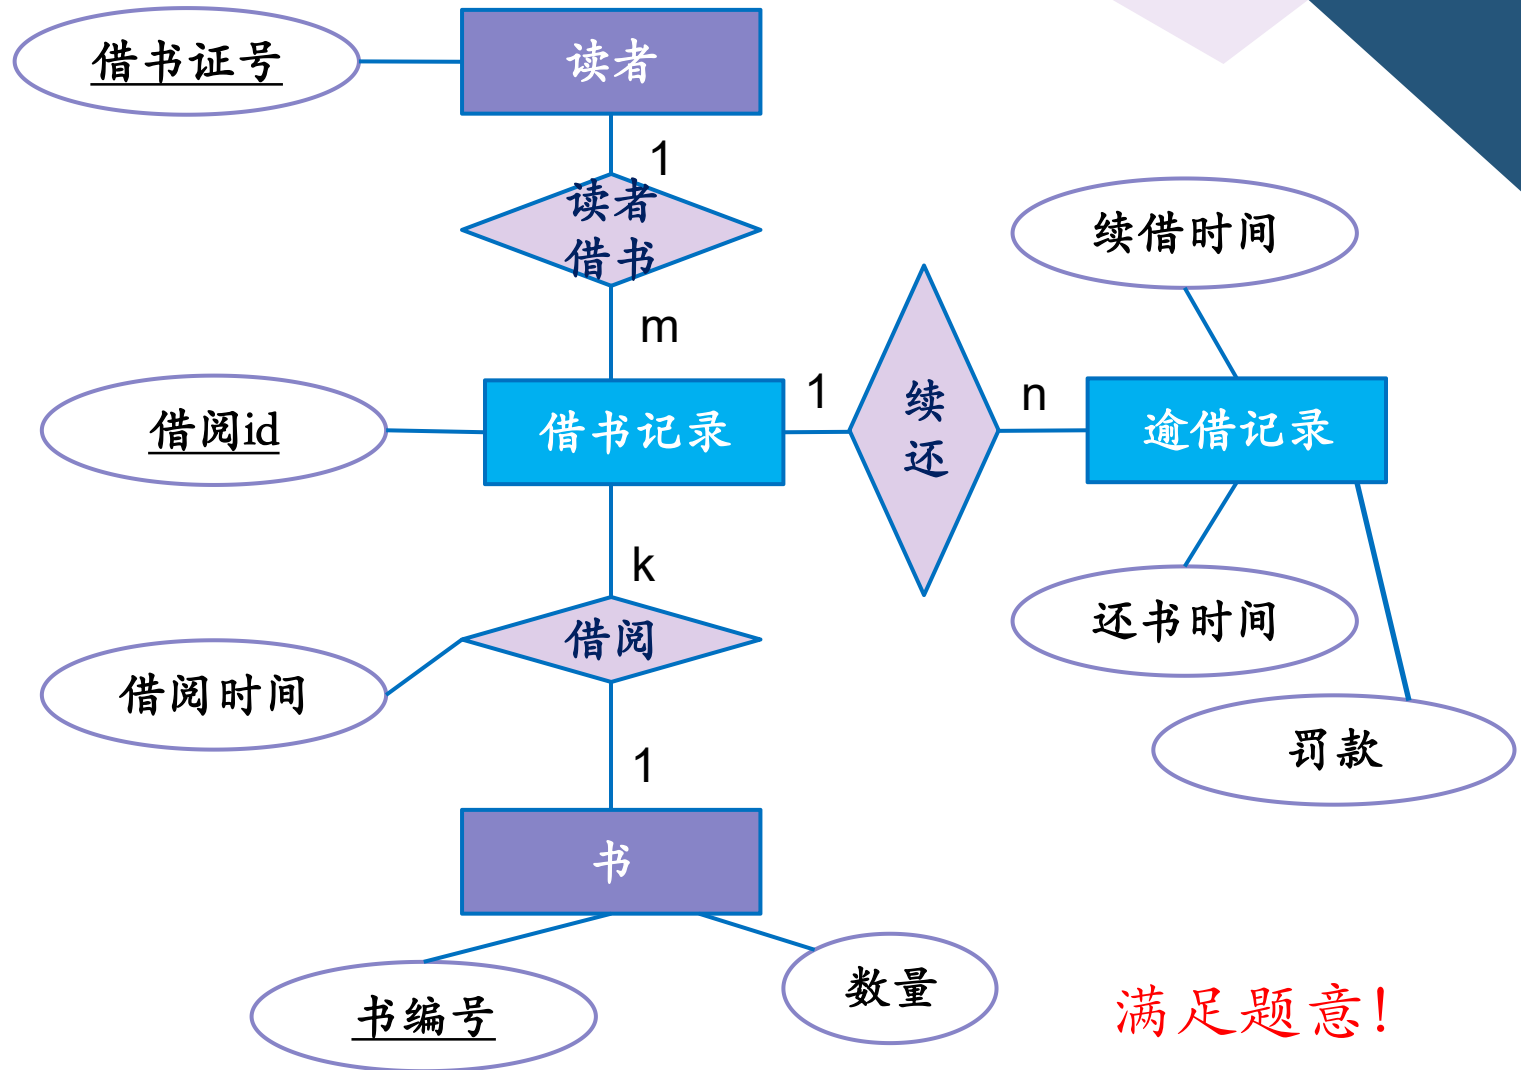 借书证号
读者
1
读者
借书
续借时间
m
借阅id
借书记录
1
续
还
n
逾借记录
k
借阅
还书时间
借阅时间
罚款
1
书
数量
书编号
满足题意!